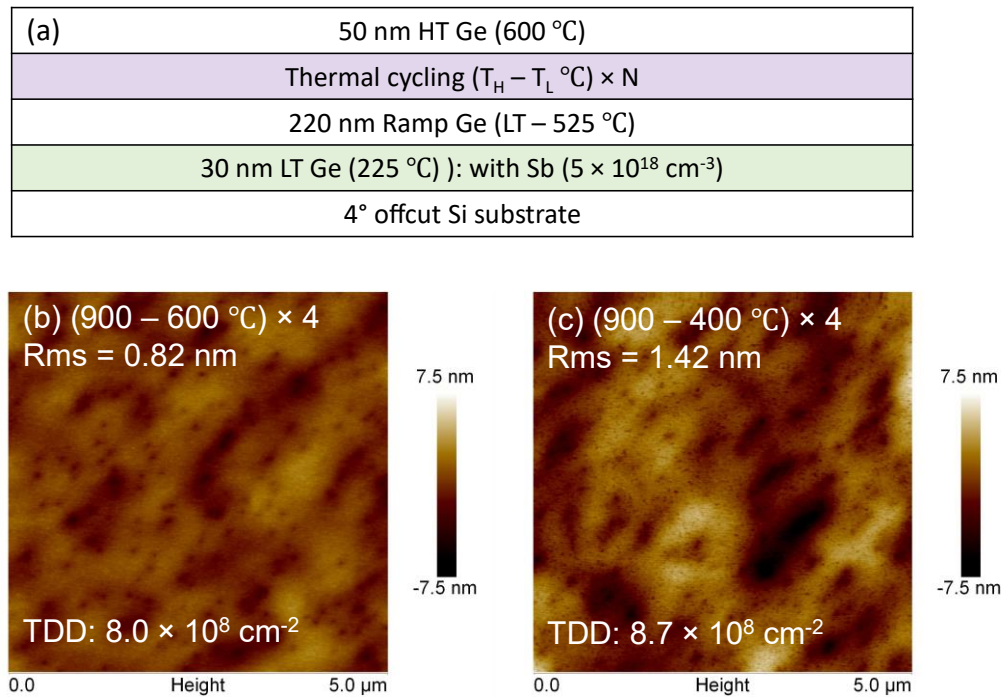 (a)
50 nm HT Ge (600 ℃)
Thermal cycling (T_H – T_L ℃) × N
220 nm Ramp Ge (LT – 525 ℃)
30 nm LT Ge (225 ℃) ): with Sb (5 × 10¹⁸ cm⁻³)
4° offcut Si substrate
(b) (900 – 600 ℃) × 4
Rms = 0.82 nm
TDD: 8.0 × 10⁸ cm⁻²
7.5 nm
-7.5 nm
0.0 Height 5.0 µm
(c) (900 – 400 ℃) × 4
Rms = 1.42 nm
TDD: 8.7 × 10⁸ cm⁻²
7.5 nm
-7.5 nm
0.0 Height 5.0 µm